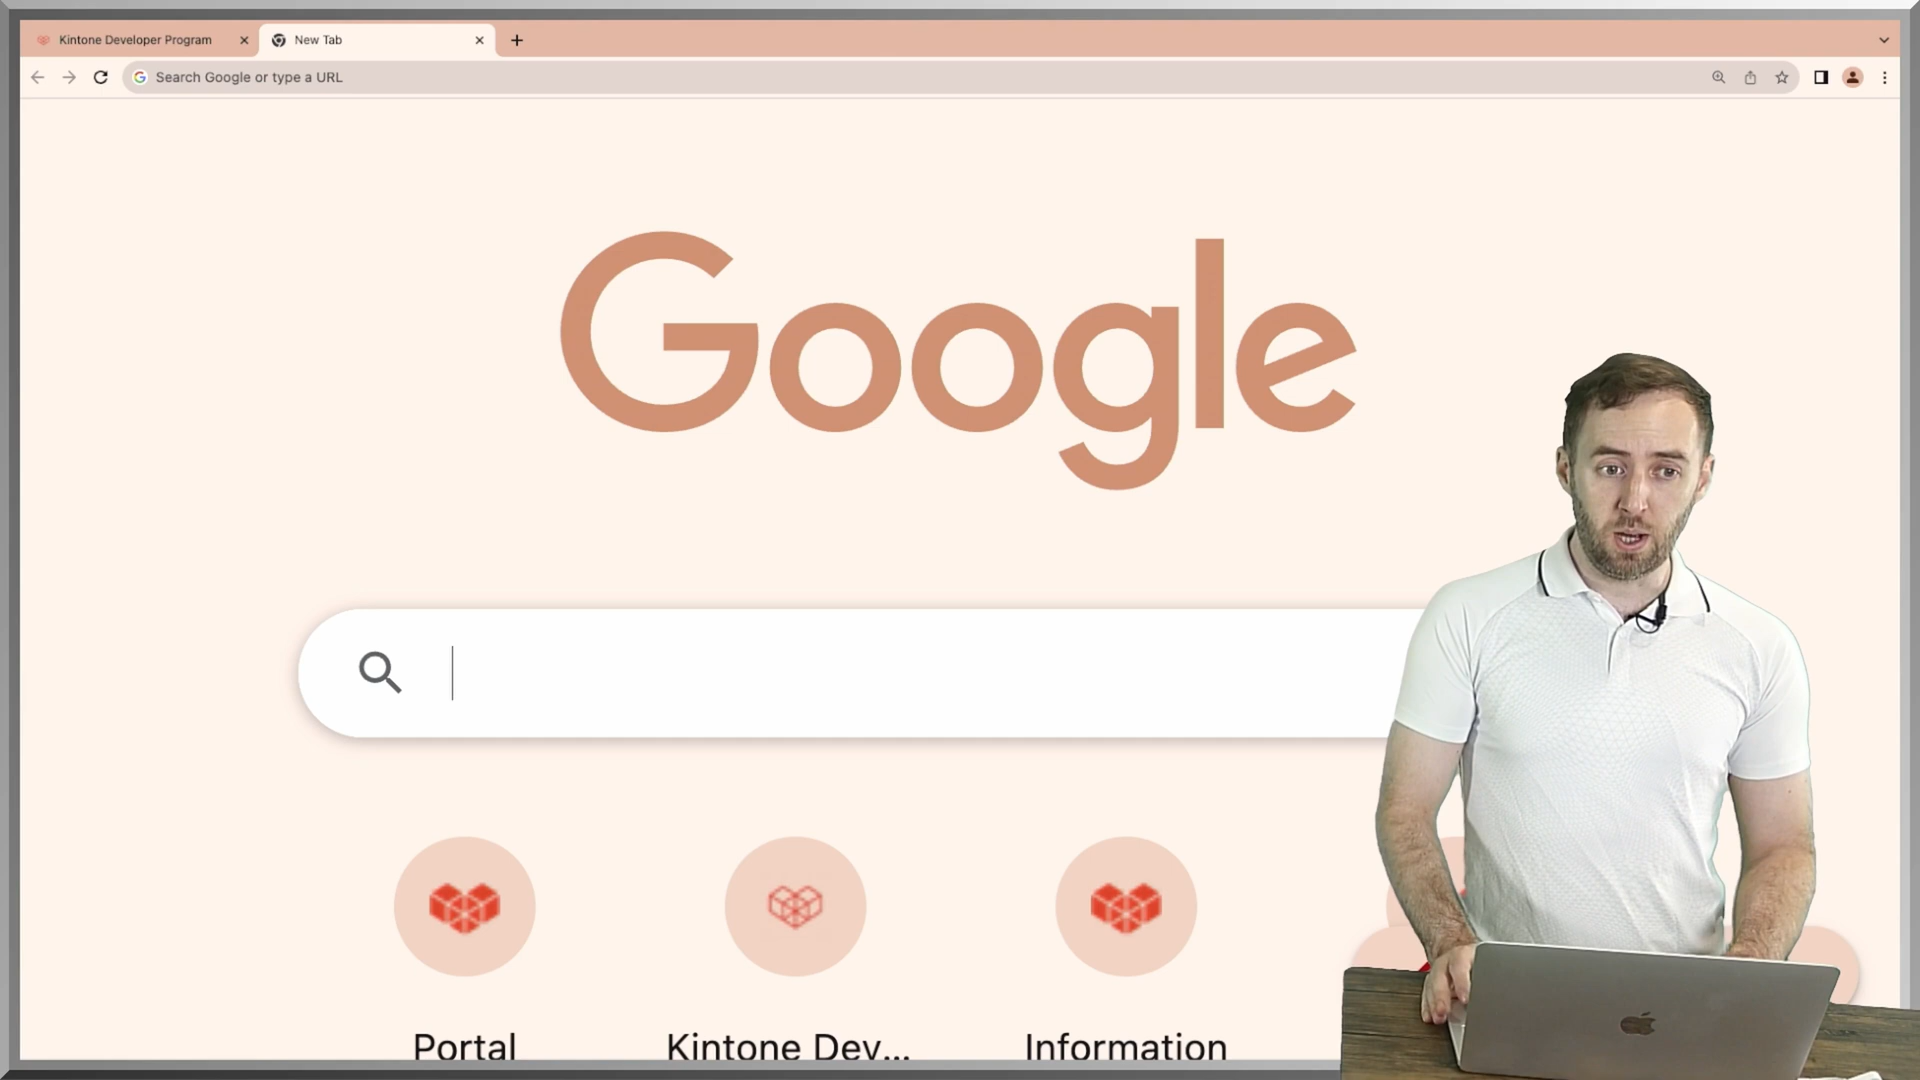 Kintone Developer Program
New Tab
Search Google or type a URL
Google
Portal
Kintone Dev...
Information